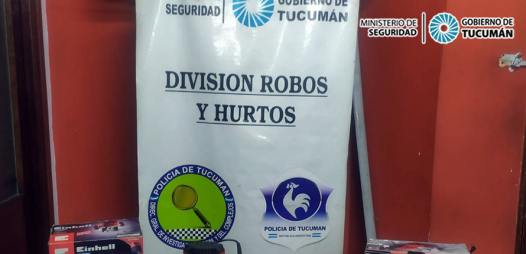 SEGURIDAD
GOBIERNO DE
TUCUMÁN
MINISTERIO DE
SEGURIDAD
GOBIERNO DE
TUCUMÁN
DIVISION ROBOS
Y HURTOS
POLICIA DE TUCUMAN
POLICIA DE TUCUMAN
Einhell
Einhell